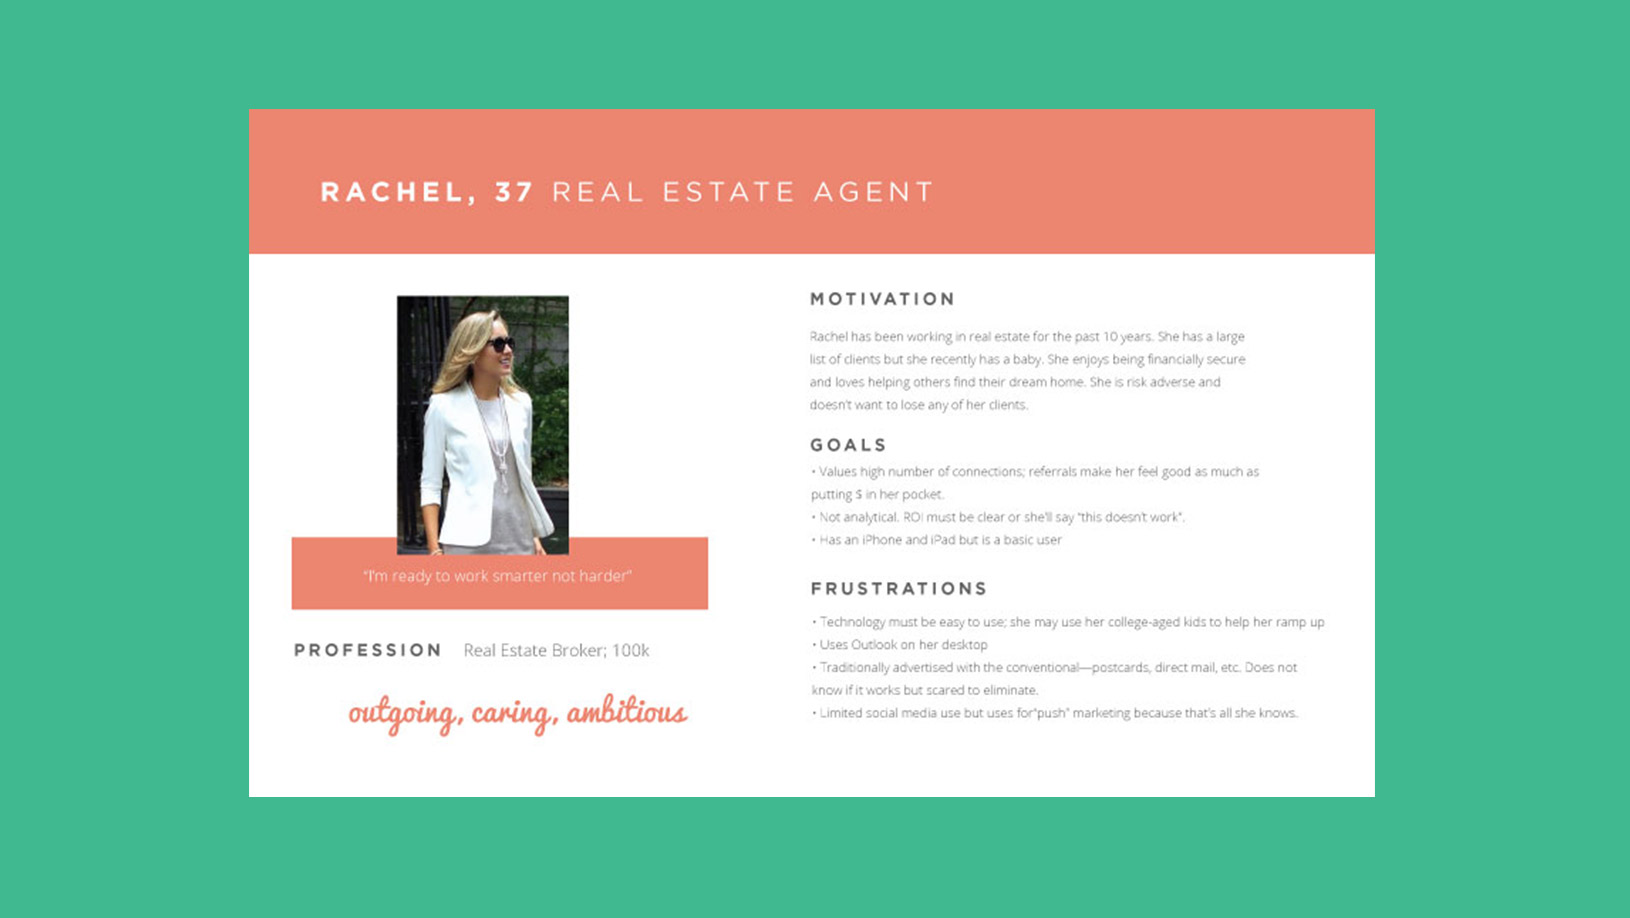 RACHEL, 37 REAL ESTATE AGENT
"I'm ready to work smarter not harder"
PROFESSION Real Estate Broker; 100k
outgoing, caring, ambitious
MOTIVATION
Rachel has been working in real estate for the past 10 years. She has a large
list of clients but she recently has a baby. She enjoys being financially secure
and loves helping others find their dream home. She is risk adverse and
doesn't want to lose any of her clients.
GOALS
• Values high number of connections; referrals make her feel good as much as
putting $ in her pocket.
• Not analytical. ROI must be clear or she'll say "this doesn't work".
• Has an iPhone and iPad but is a basic user
FRUSTRATIONS
• Technology must be easy to use; she may use her college-aged kids to help her ramp up
• Uses Outlook on her desktop
• Traditionally advertised with the conventional—postcards, direct mail, etc. Does not
know if it works but scared to eliminate.
• Limited social media use but uses for"push" marketing because that's all she knows.